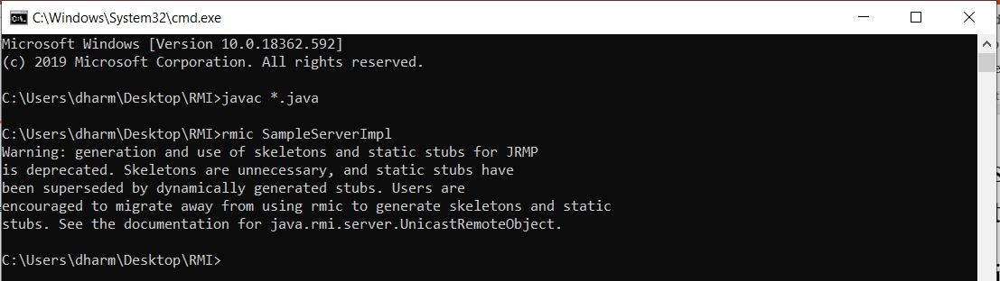 C:\Windows\System32\cmd.exe
Microsoft Windows [Version 10.0.18362.592]
(c) 2019 Microsoft Corporation. All rights reserved.
C:\Users\dharm\Desktop\RMI>javac *.java
C:\Users\dharm\Desktop\RMI>rmic SampleServerImpl
Warning: generation and use of skeletons and static stubs for JRMP
is deprecated. Skeletons are unnecessary, and static stubs have
been superseded by dynamically generated stubs. Users are
encouraged to migrate away from using rmic to generate skeletons and static
stubs. See the documentation for java.rmi.server.UnicastRemoteObject.
C:\Users\dharm\Desktop\RMI>